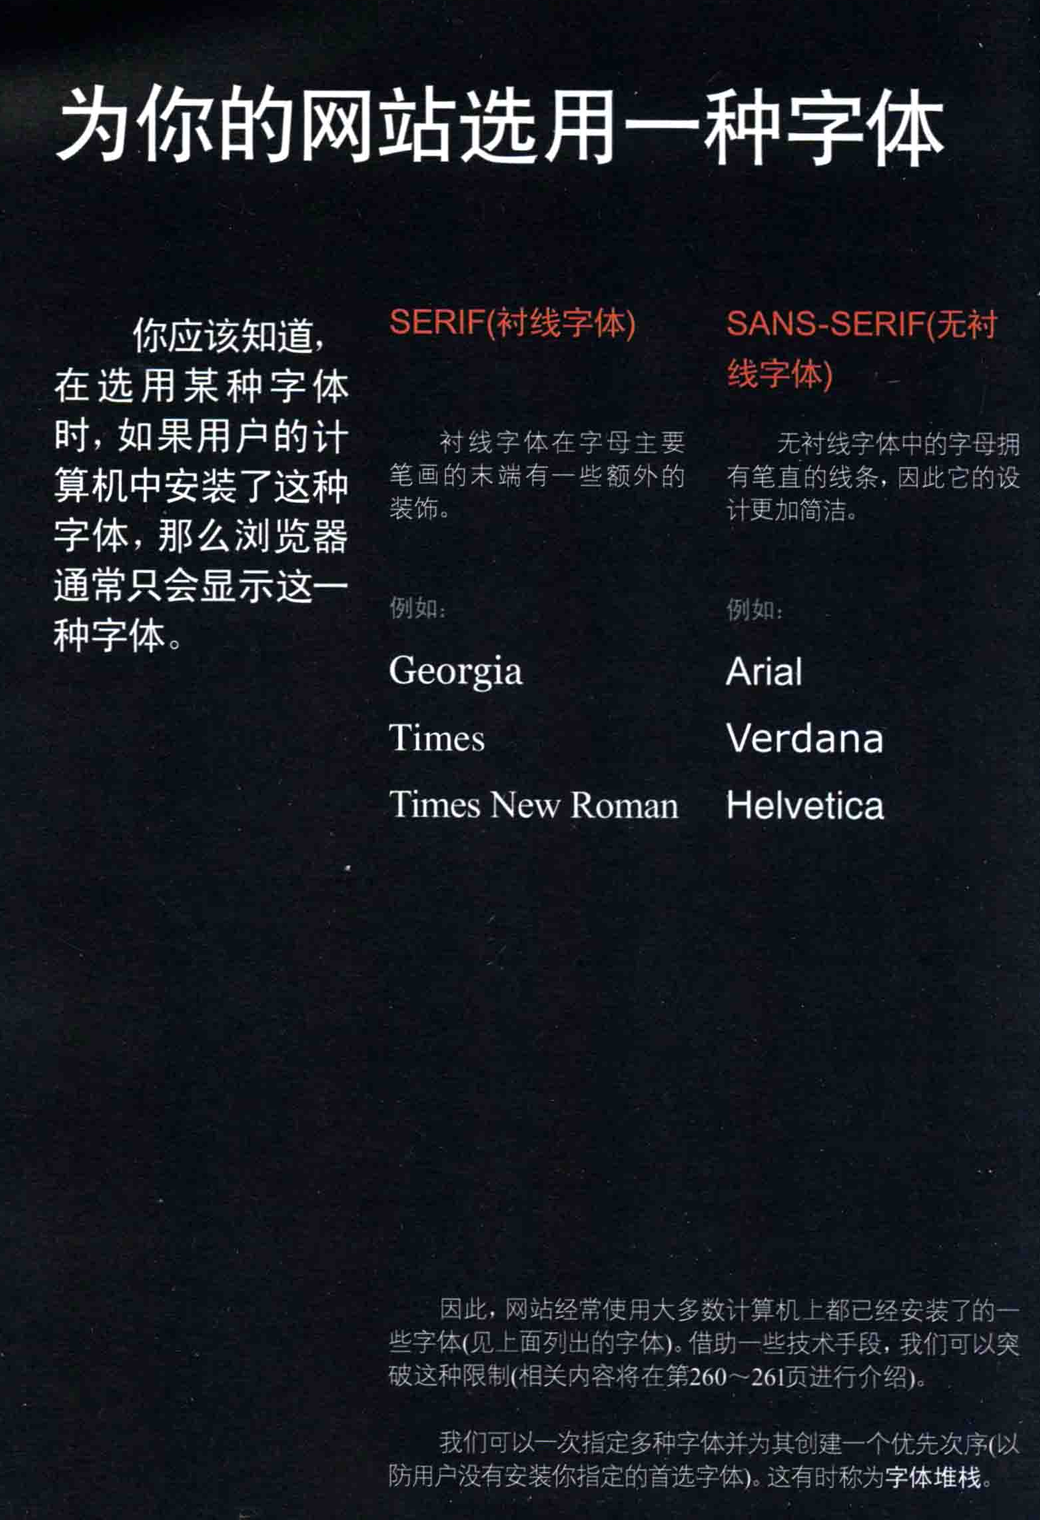 为你的网站选用一种字体
你应该知道，
在选用某种字体
时，如果用户的计
算机中安装了这种
字体，那么浏览器
通常只会显示这一
种字体。
SERIF(衬线字体)
衬线字体在字母主要
笔画的末端有一些额外的
装饰。
例如：
Georgia
Times
Times New Roman
SANS-SERIF(无衬
线字体)
无衬线字体中的字母拥
有笔直的线条，因此它的设
计更加简洁。
例如：
Arial
Verdana
Helvetica
因此，网站经常使用大多数计算机上都已经安装了的一
些字体(见上面列出的字体)。借助一些技术手段，我们可以突
破这种限制(相关内容将在第260～261页进行介绍)。
我们可以一次指定多种字体并为其创建一个优先次序(以
防用户没有安装你指定的首选字体)。这有时称为字体堆栈。